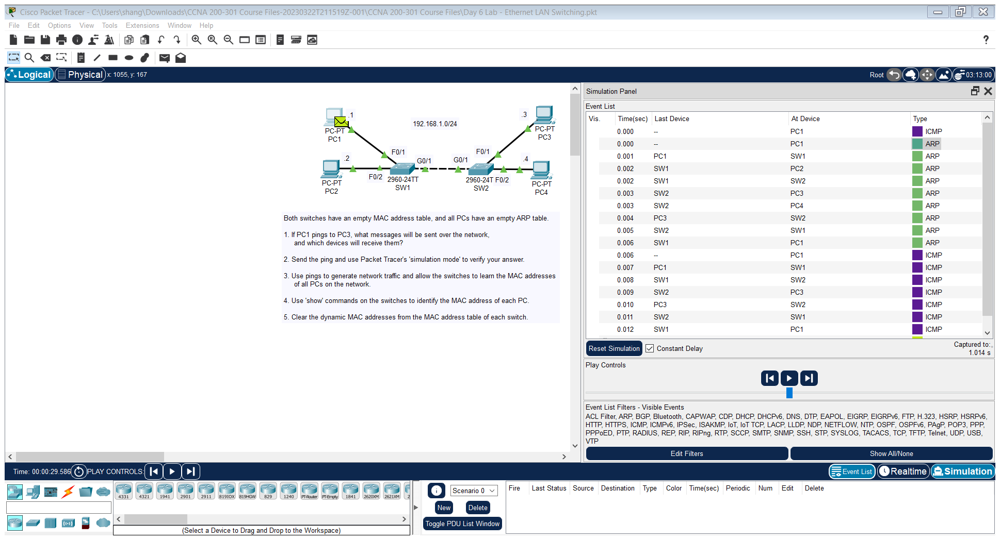 Cisco Packet Tracer - C:\Users\shang\Downloads\CCNA 200-301 Course Files-20230322T211519Z-001\CCNA 200-301 Course Files\Day 6 Lab - Ethernet LAN Switching.pkt
File Edit Options View Tools Extensions Window Help
?
Logical Physical x: 1055, y: 167
Root 03:13:00
.1
PC-PT
PC1
192.168.1.0/24
.3
PC-PT
PC3
F0/1
G0/1
G0/1
F0/1
.2
PC-PT
PC2
F0/2
2960-24TT
SW1
2960-24T F0/2
SW2
.4
PC-PT
PC4
Both switches have an empty MAC address table, and all PCs have an empty ARP table.
1. If PC1 pings to PC3, what messages will be sent over the network,
and which devices will receive them?
2. Send the ping and use Packet Tracer's 'simulation mode' to verify your answer.
3. Use pings to generate network traffic and allow the switches to learn the MAC addresses
of all PCs on the network.
4. Use 'show' commands on the switches to identify the MAC address of each PC.
5. Clear the dynamic MAC addresses from the MAC address table of each switch.
Simulation Panel
Event List
Vis. Time(sec) Last Device At Device Type
0.000 -- PC1 ICMP
0.000 -- PC1 ARP
0.001 PC1 SW1 ARP
0.002 SW1 PC2 ARP
0.002 SW1 SW2 ARP
0.003 SW2 PC3 ARP
0.003 SW2 PC4 ARP
0.004 PC3 SW2 ARP
0.005 SW2 SW1 ARP
0.006 SW1 PC1 ARP
0.006 -- PC1 ICMP
0.007 PC1 SW1 ICMP
0.008 SW1 SW2 ICMP
0.009 SW2 PC3 ICMP
0.010 PC3 SW2 ICMP
0.011 SW2 SW1 ICMP
0.012 SW1 PC1 ICMP
Reset Simulation Constant Delay
Captured to:
1.014 s
Play Controls
Event List Filters - Visible Events
ACL Filter, ARP, BGP, Bluetooth, CAPWAP, CDP, DHCP, DHCPv6, DNS, DTP, EAPOL, EIGRP, EIGRPv6, FTP, H.323, HSRP, HSRPv6,
HTTP, HTTPS, ICMP, ICMPv6, IPSec, ISAKMP, IoT, IoT TCP, LACP, LLDP, NDP, NETFLOW, NTP, OSPF, OSPFv6, PAgP, POP3, PPP,
PPPoED, PTP, RADIUS, REP, RIP, RIPng, RTP, SCCP, SMTP, SNMP, SSH, STP, SYSLOG, TACACS, TCP, TFTP, Telnet, UDP, USB,
VTP
Edit Filters Show All/None
Time: 00:00:29.586 PLAY CONTROLS:
Event List Realtime Simulation
4331 4321 1941 2901 2911 819IOX 819HGW 829 1240 PT-Router PT-Empty 1841 2620XM 2621XM 2
(Select a Device to Drag and Drop to the Workspace)
Scenario 0
New Delete
Toggle PDU List Window
Fire Last Status Source Destination Type Color Time(sec) Periodic Num Edit Delete